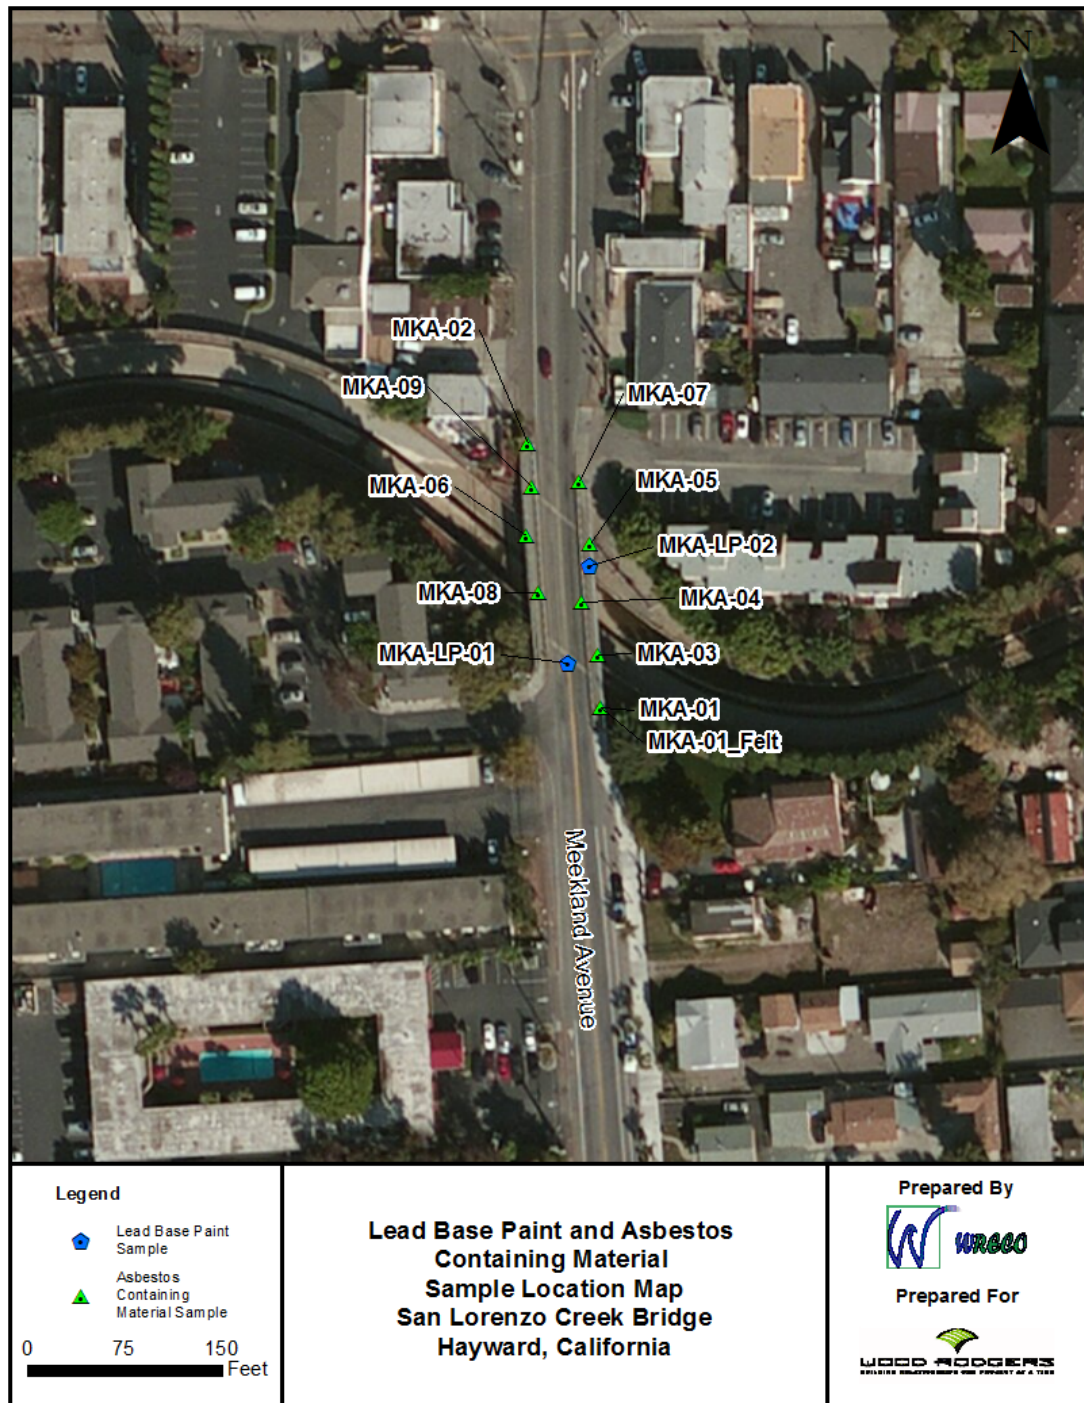 N
MKA-02
MKA-09
MKA-07
MKA-06
MKA-05
MKA-LP-02
MKA-08
MKA-04
MKA-LP-01
MKA-03
MKA-01
MKA-01_Felt
Meekland Avenue
Legend
Lead Base Paint
Sample
Asbestos
Containing
Material Sample
0 75 150
Feet
Lead Base Paint and Asbestos
Containing Material
Sample Location Map
San Lorenzo Creek Bridge
Hayward, California
Prepared By
W WRECO
Prepared For
WOOD RODGERS